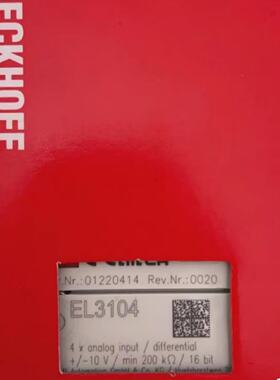 ECKHOFF
.Nr.:01220414 Rev.Nr.:0020
EL3104
4 x analog input / differential
+/-10 V / min 200 kΩ / 16 bit